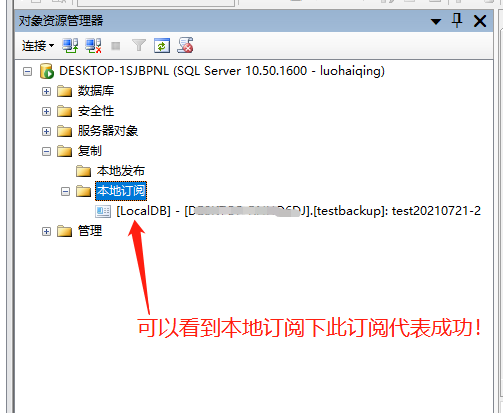 对象资源管理器
连接
DESKTOP-1SJBPNL (SQL Server 10.50.1600 - luohaiqing)
数据库
安全性
服务器对象
复制
本地发布
本地订阅
[LocalDB] - [DJ].[testbackup]: test20210721-2
管理
可以看到本地订阅下此订阅代表成功！